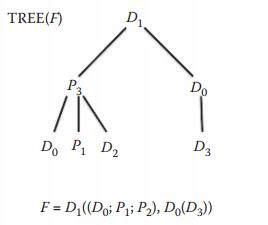 TREE(F)
D₁
P₃
D₀
D₀
P₁
D₂
D₃
F = D₁((D₀; P₁; P₂), D₀(D₃))